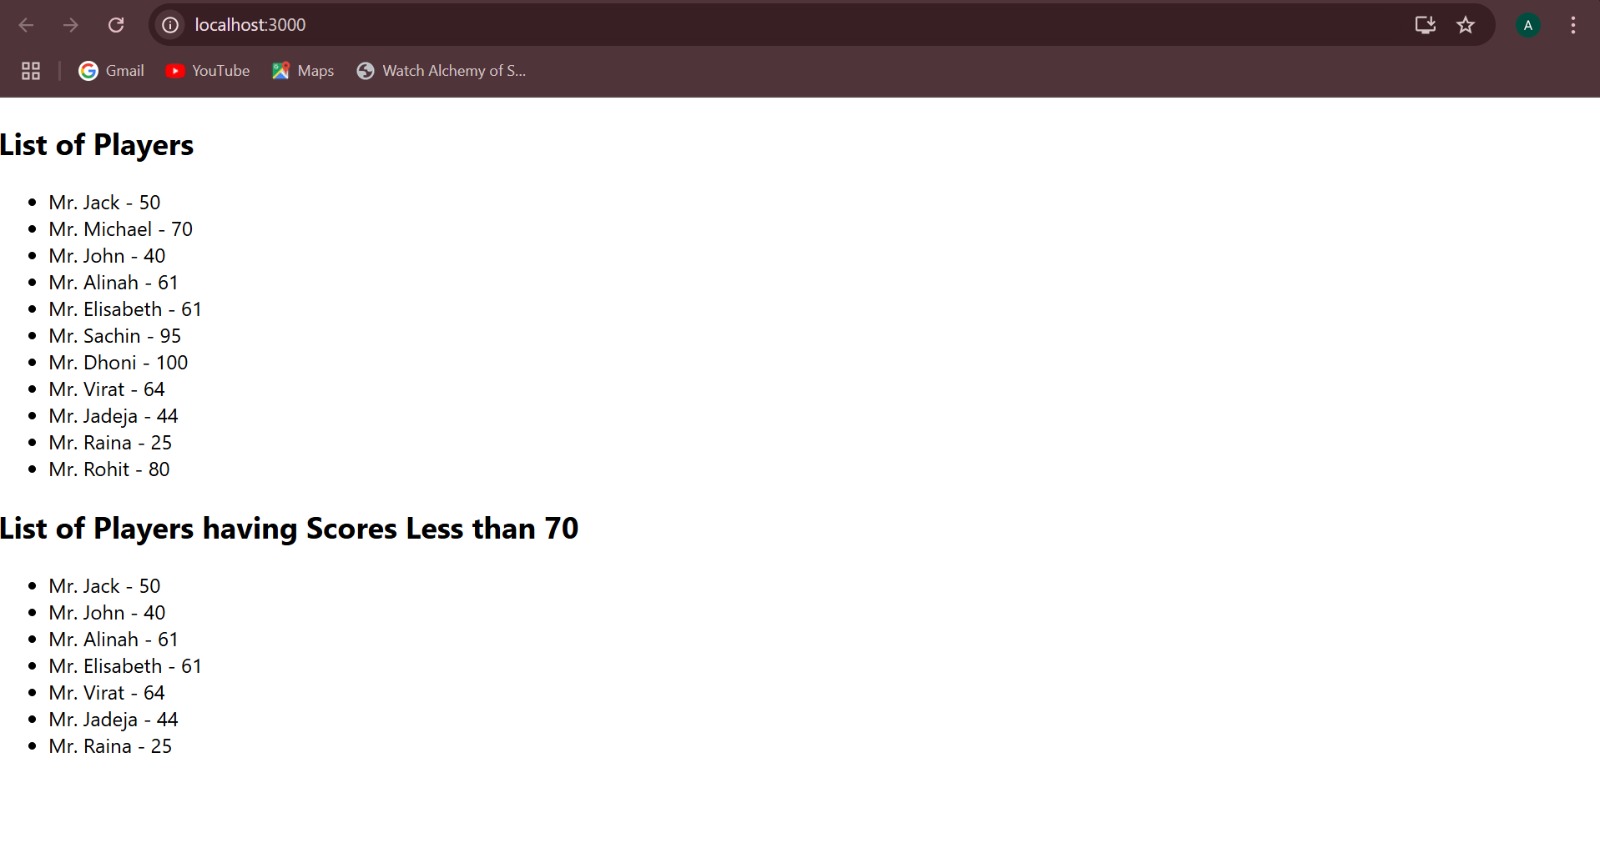 localhost:3000
A
Gmail
YouTube
Maps
Watch Alchemy of S...
List of Players
Mr. Jack - 50
Mr. Michael - 70
Mr. John - 40
Mr. Alinah - 61
Mr. Elisabeth - 61
Mr. Sachin - 95
Mr. Dhoni - 100
Mr. Virat - 64
Mr. Jadeja - 44
Mr. Raina - 25
Mr. Rohit - 80
List of Players having Scores Less than 70
Mr. Jack - 50
Mr. John - 40
Mr. Alinah - 61
Mr. Elisabeth - 61
Mr. Virat - 64
Mr. Jadeja - 44
Mr. Raina - 25